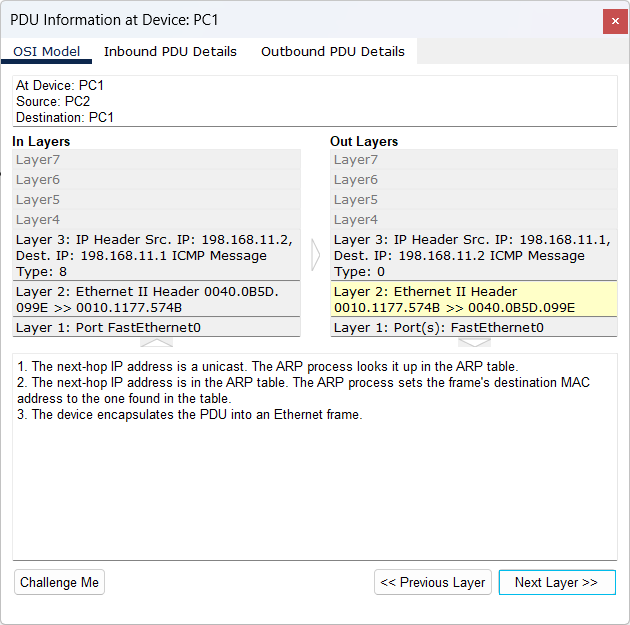 PDU Information at Device: PC1
OSI Model
Inbound PDU Details
Outbound PDU Details
At Device: PC1
Source: PC2
Destination: PC1
In Layers
Layer7
Layer6
Layer5
Layer4
Layer 3: IP Header Src. IP: 198.168.11.2,
Dest. IP: 198.168.11.1 ICMP Message
Type: 8
Layer 2: Ethernet II Header 0040.0B5D.
099E >> 0010.1177.574B
Layer 1: Port FastEthernet0
Out Layers
Layer7
Layer6
Layer5
Layer4
Layer 3: IP Header Src. IP: 198.168.11.1,
Dest. IP: 198.168.11.2 ICMP Message
Type: 0
Layer 2: Ethernet II Header
0010.1177.574B >> 0040.0B5D.099E
Layer 1: Port(s): FastEthernet0
1. The next-hop IP address is a unicast. The ARP process looks it up in the ARP table.
2. The next-hop IP address is in the ARP table. The ARP process sets the frame's destination MAC
address to the one found in the table.
3. The device encapsulates the PDU into an Ethernet frame.
Challenge Me
<< Previous Layer
Next Layer >>